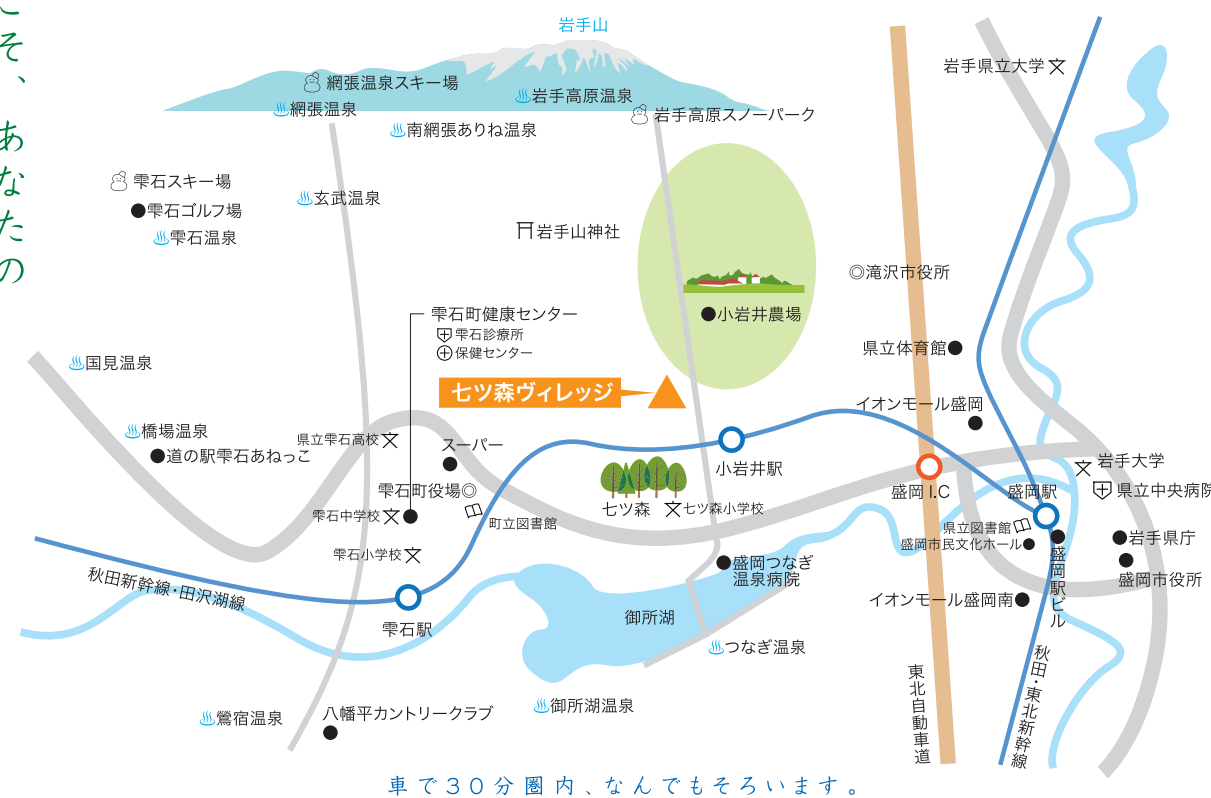 こそ、あなたの
岩手山
網張温泉スキー場
網張温泉
岩手高原温泉
南網張ありね温泉
岩手高原スノーパーク
岩手県立大学
雫石スキー場
雫石ゴルフ場
雫石温泉
玄武温泉
岩手山神社
滝沢市役所
小岩井農場
雫石町健康センター
雫石診療所
保健センター
県立体育館
国見温泉
七ツ森ヴィレッジ
イオンモール盛岡
橋場温泉
道の駅雫石あねっこ
県立雫石高校
スーパー
小岩井駅
岩手大学
県立中央病院
雫石町役場
盛岡I.C
盛岡駅
雫石中学校
町立図書館
七ツ森
七ツ森小学校
県立図書館
盛岡市民文化ホール
岩手県庁
盛岡市役所
雫石小学校
盛岡つなぎ
温泉病院
盛岡駅ビル
秋田新幹線・田沢湖線
雫石駅
御所湖
イオンモール盛岡南
つなぎ温泉
鶯宿温泉
八幡平カントリークラブ
御所湖温泉
東北自動車道
秋田・東北新幹線
車で30分圏内、なんでもそろいます。